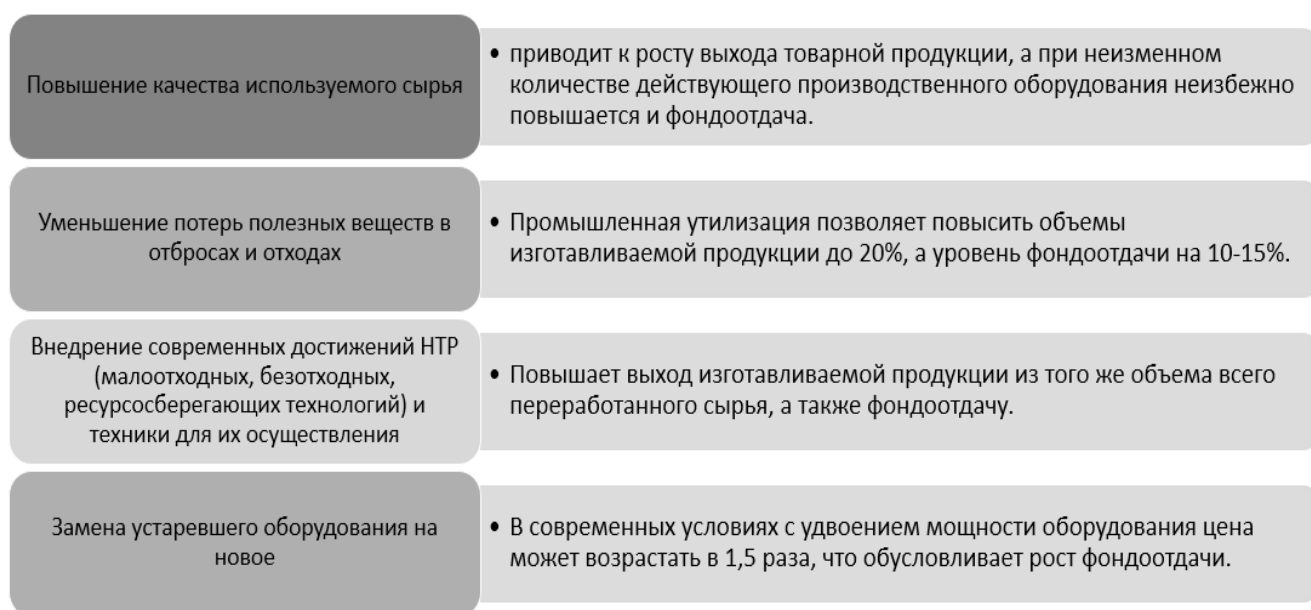 Повышение качества используемого сырья
• приводит к росту выхода товарной продукции, а при неизменном
количестве действующего производственного оборудования неизбежно
повышается и фондоотдача.
Уменьшение потерь полезных веществ в
отбросах и отходах
• Промышленная утилизация позволяет повысить объемы
изготавливаемой продукции до 20%, а уровень фондоотдачи на 10-15%.
Внедрение современных достижений НТР
(малоотходных, безотходных,
ресурсосберегающих технологий) и
техники для их осуществления
• Повышает выход изготавливаемой продукции из того же объема всего
переработанного сырья, а также фондоотдачу.
Замена устаревшего оборудования на
новое
• В современных условиях с удвоением мощности оборудования цена
может возрастать в 1,5 раза, что обусловливает рост фондоотдачи.